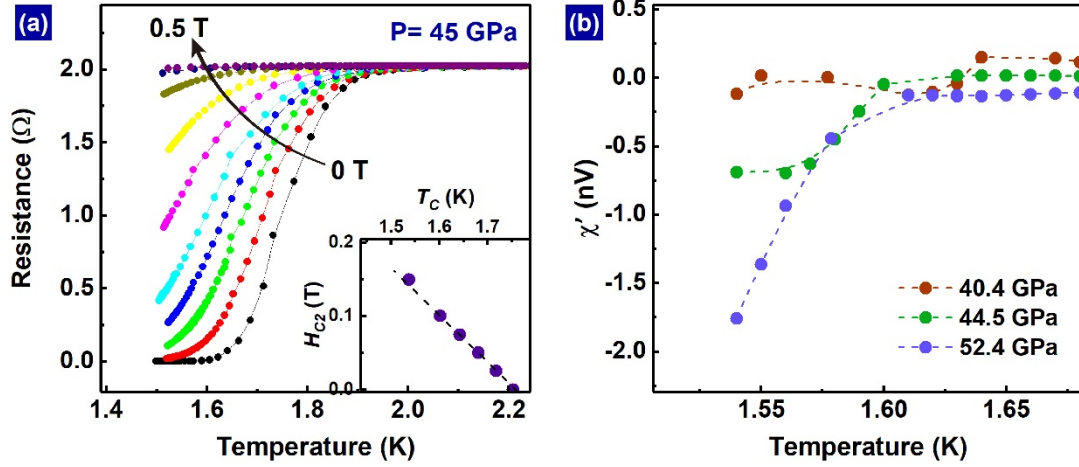 (a)
0.5 T
P= 45 GPa
2.0
1.5
1.0
0.5
0.0
Resistance (Ω)
0 T
T_C (K)
1.5 1.6 1.7
0.2
0.1
0.0
H_C2 (T)
1.4 1.6 1.8 2.0 2.2
Temperature (K)
(b)
0.5
0.0
-0.5
-1.0
-1.5
-2.0
χ′ (nV)
40.4 GPa
44.5 GPa
52.4 GPa
1.55 1.60 1.65
Temperature (K)